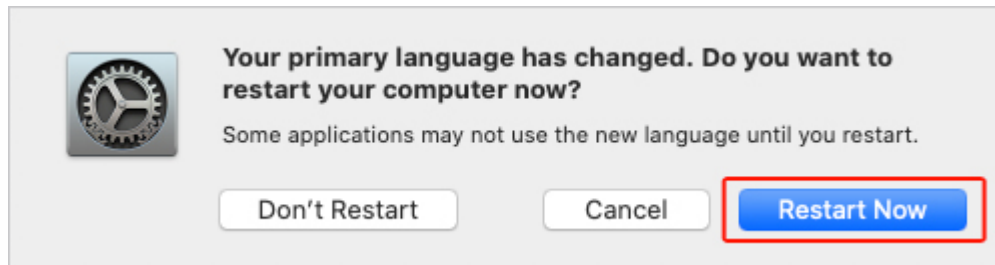 Your primary language has changed. Do you want to
restart your computer now?
Some applications may not use the new language until you restart.
Don't Restart
Cancel
Restart Now